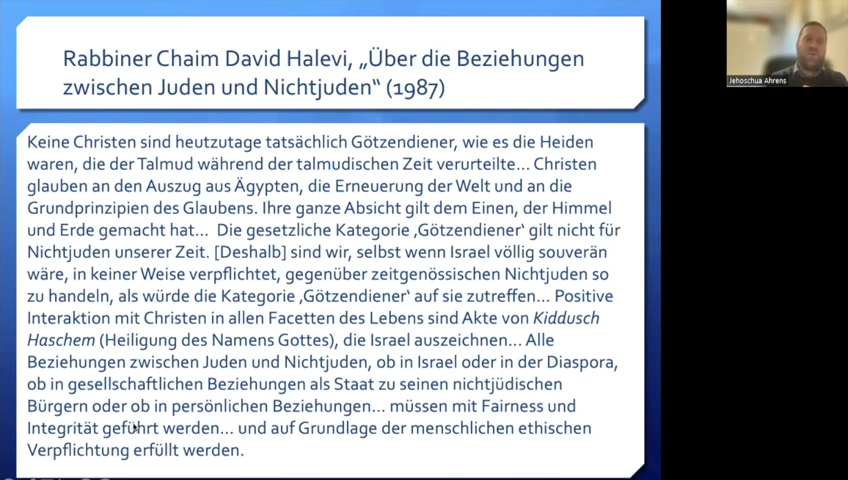 Rabbiner Chaim David Halevi, „Über die Beziehungen
zwischen Juden und Nichtjuden“ (1987)
Keine Christen sind heutzutage tatsächlich Götzendiener, wie es die Heiden
waren, die der Talmud während der talmudischen Zeit verurteilte... Christen
glauben an den Auszug aus Ägypten, die Erneuerung der Welt und an die
Grundprinzipien des Glaubens. Ihre ganze Absicht gilt dem Einen, der Himmel
und Erde gemacht hat... Die gesetzliche Kategorie ‚Götzendiener‘ gilt nicht für
Nichtjuden unserer Zeit. [Deshalb] sind wir, selbst wenn Israel völlig souverän
wäre, in keiner Weise verpflichtet, gegenüber zeitgenössischen Nichtjuden so
zu handeln, als würde die Kategorie ‚Götzendiener‘ auf sie zutreffen... Positive
Interaktion mit Christen in allen Facetten des Lebens sind Akte von Kiddusch
Haschem (Heiligung des Namens Gottes), die Israel auszeichnen... Alle
Beziehungen zwischen Juden und Nichtjuden, ob in Israel oder in der Diaspora,
ob in gesellschaftlichen Beziehungen als Staat zu seinen nichtjüdischen
Bürgern oder ob in persönlichen Beziehungen... müssen mit Fairness und
Integrität geführt werden... und auf Grundlage der menschlichen ethischen
Verpflichtung erfüllt werden.
Jehoschua Ahrens